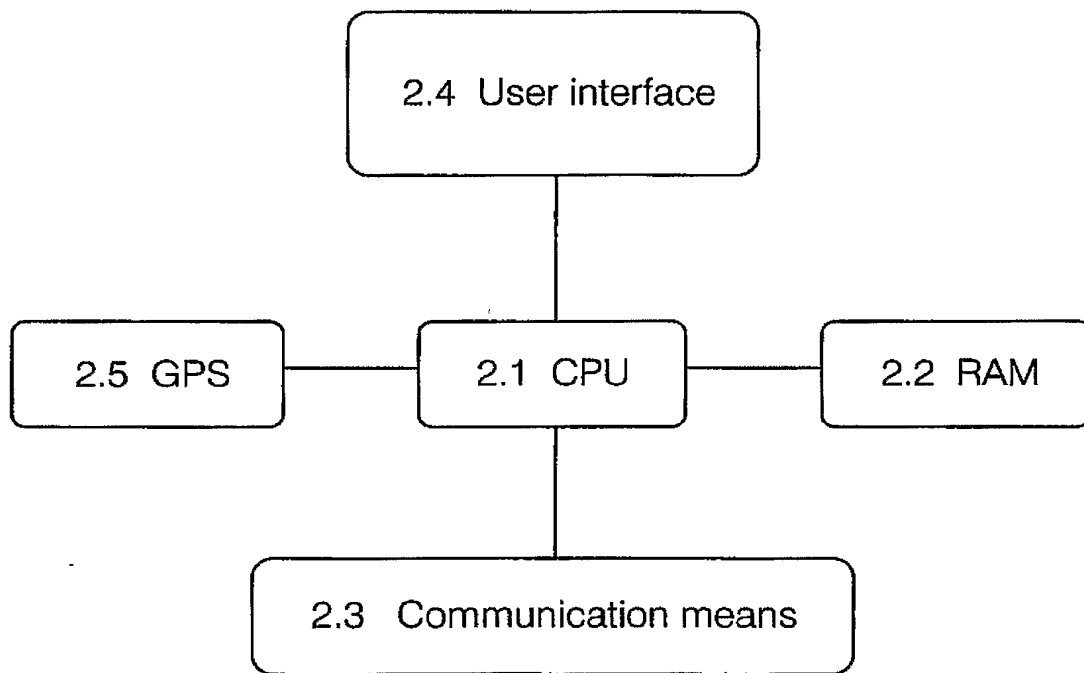 2.4 User interface
2.5 GPS
2.1 CPU
2.2 RAM
2.3 Communication means